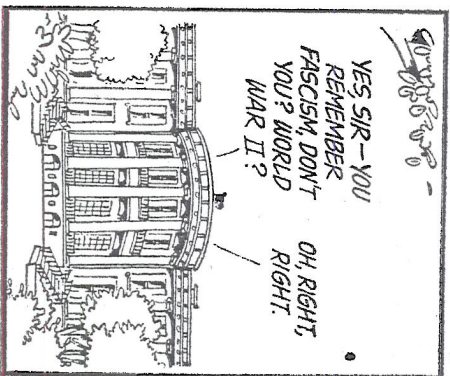 YES, SIR — YOU
REMEMBER
FASCISM, DON'T
YOU? WORLD
WAR II?
OH, RIGHT,
RIGHT.